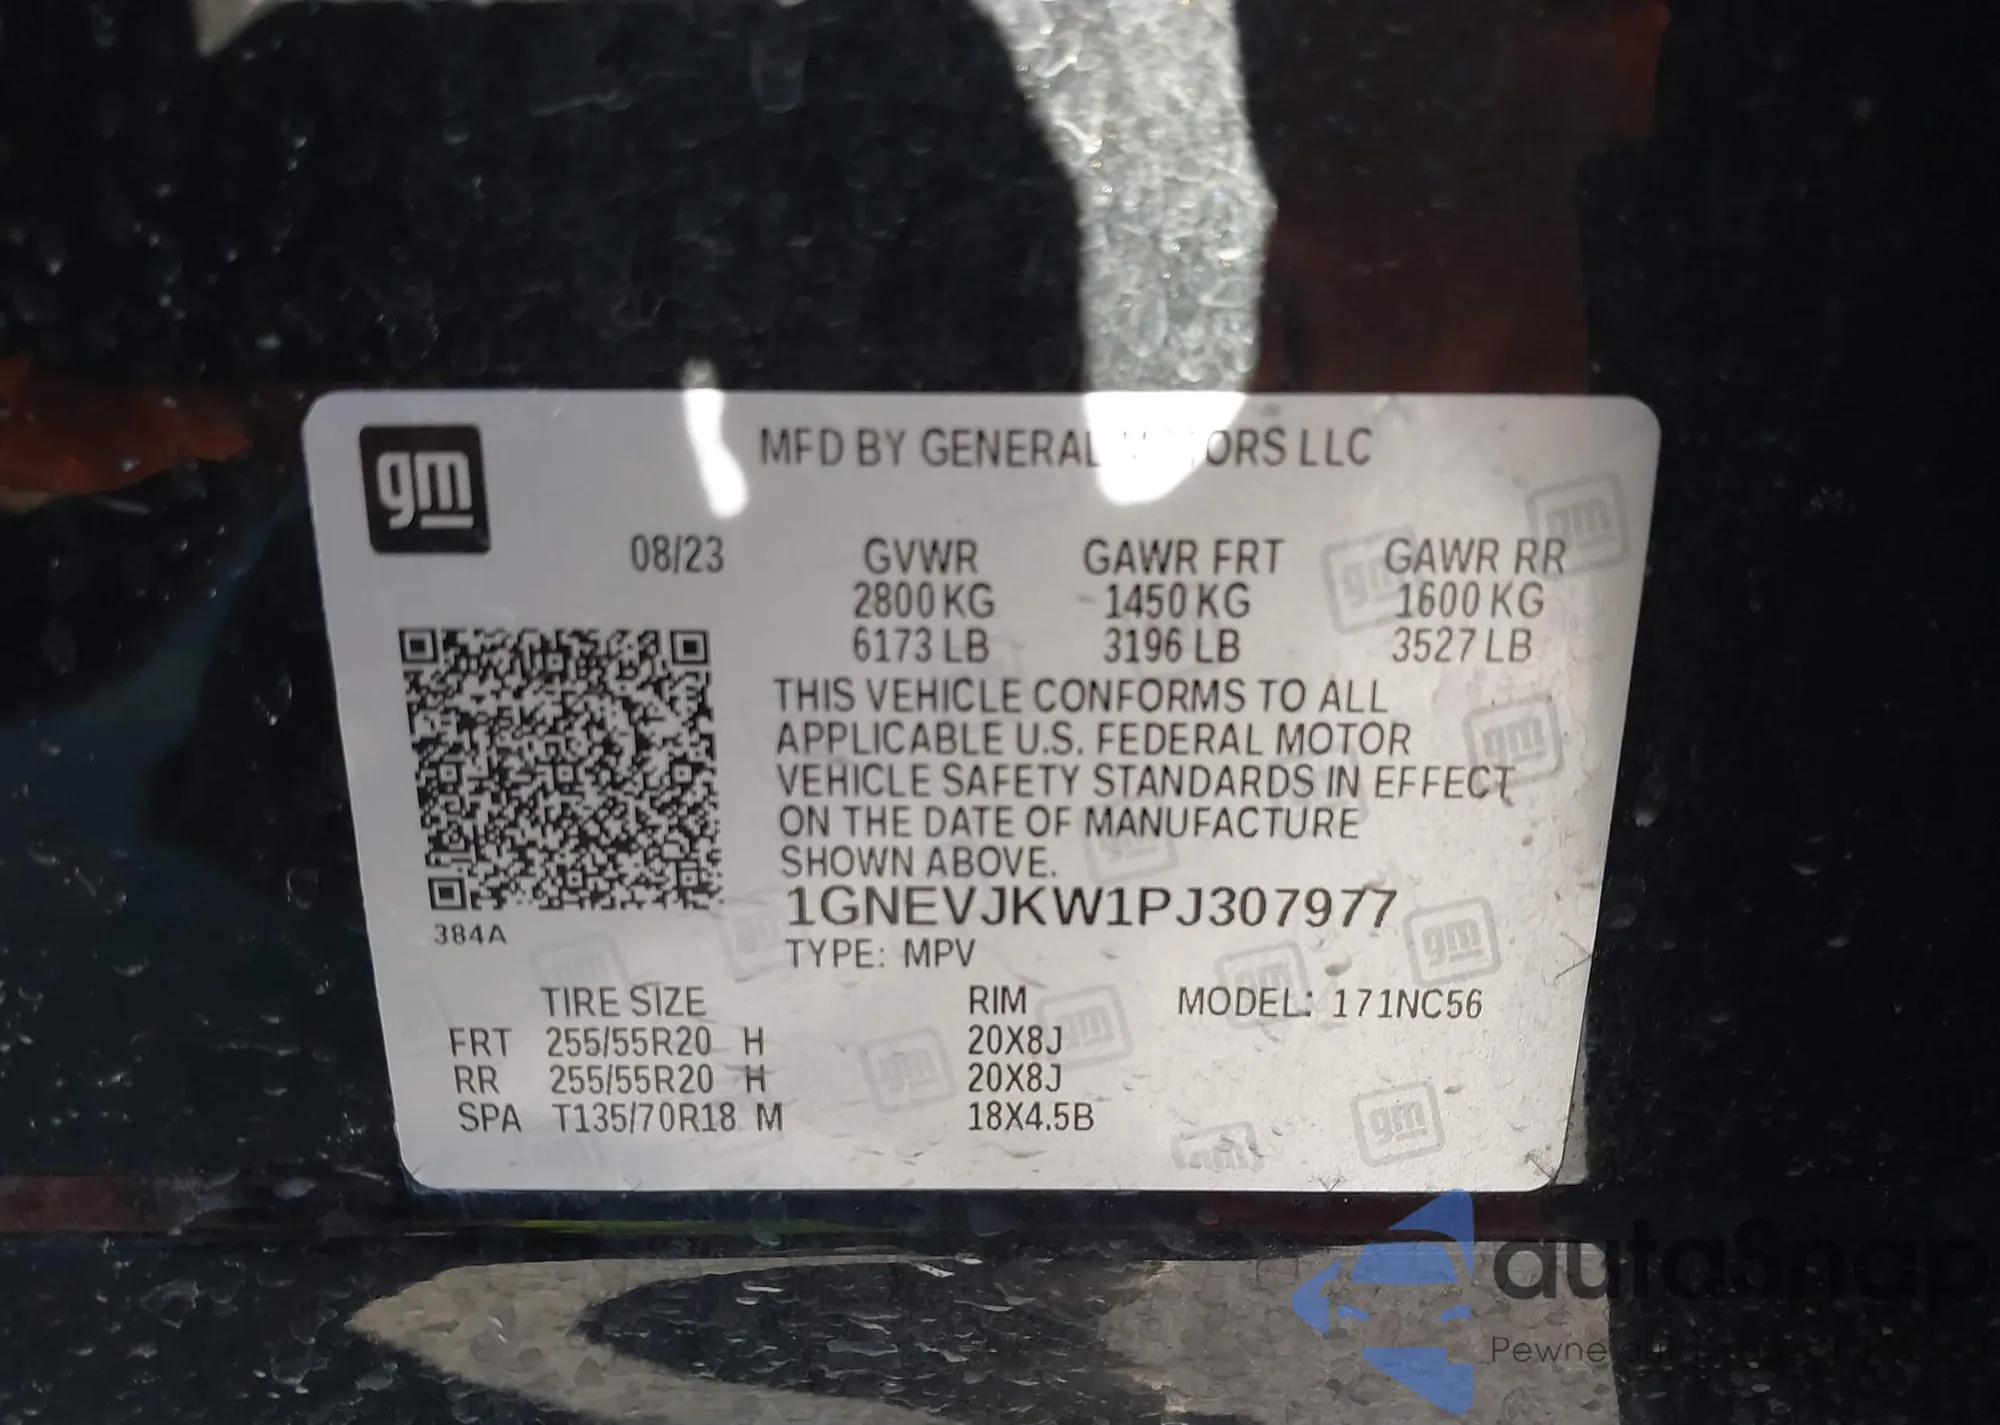 gm
MFD BY GENERAL MOTORS LLC
08/23 GVWR GAWR FRT GAWR RR
2800 KG 1450 KG 1600 KG
6173 LB 3196 LB 3527 LB
THIS VEHICLE CONFORMS TO ALL
APPLICABLE U.S. FEDERAL MOTOR
VEHICLE SAFETY STANDARDS IN EFFECT
ON THE DATE OF MANUFACTURE
SHOWN ABOVE.
1GNEVJKW1PJ307977
384A
TYPE: MPV
TIRE SIZE RIM MODEL: 171NC56
FRT 255/55R20 H 20X8J
RR 255/55R20 H 20X8J
SPA T135/70R18 M 18X4.5B
autaSnap
Pewne